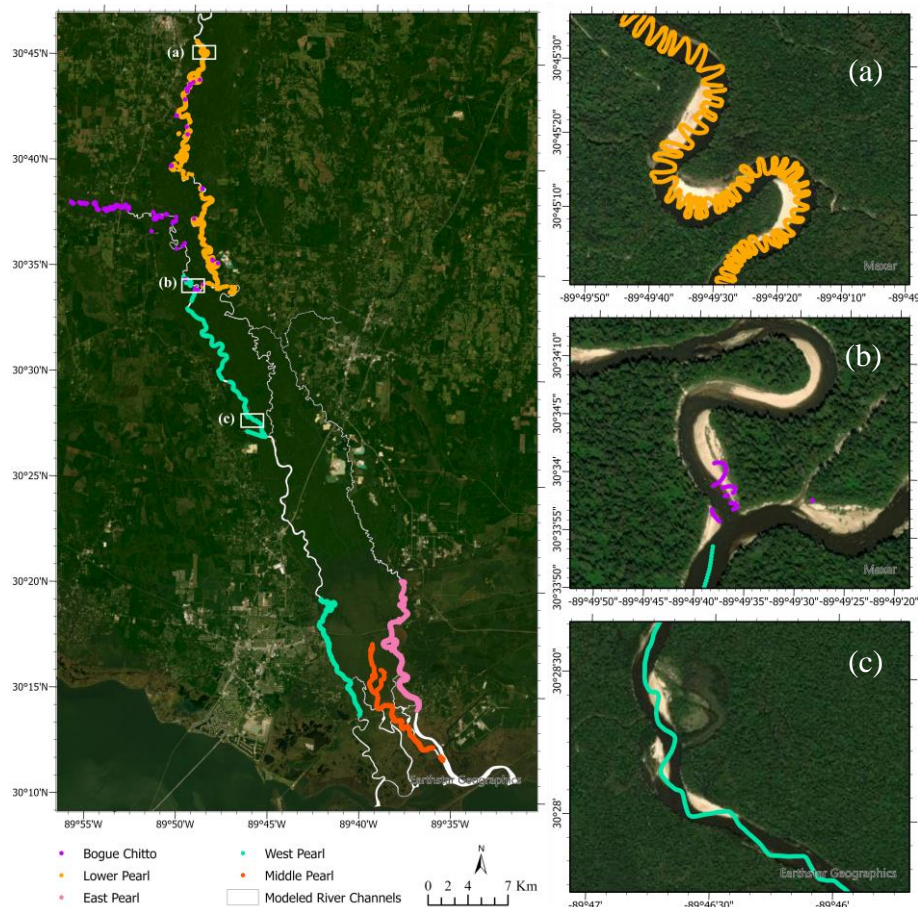 30°45'N
30°40'N
30°35'N
30°30'N
30°25'N
30°20'N
30°15'N
30°10'N
(a)
(b)
(c)
Earthstar Geographics
89°55'W 89°50'W 89°45'W 89°40'W 89°35'W
Bogue Chitto
Lower Pearl
East Pearl
West Pearl
Middle Pearl
Modeled River Channels
N
0 2 4 7 Km
(a)
30°45'30"
30°45'20"
30°45'10"
Maxar
-89°49'50" -89°49'40" -89°49'30" -89°49'20" -89°49'10" -89°49
(b)
30°34'10"
30°34'5"
30°34'
30°33'55"
30°33'50"
Maxar
-89°49'50" -89°49'45" -89°49'40" -89°49'35" -89°49'30" -89°49'25" -89°49'20"
(c)
30°28'30"
30°28'
Earthstar Geographics
-89°47' -89°46'30" -89°46'